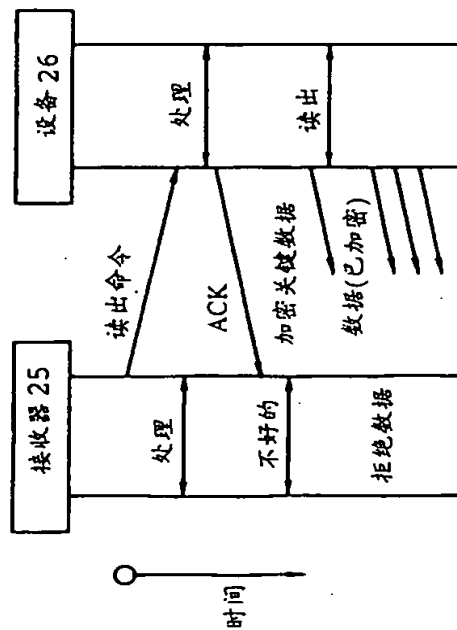 接收器 25
设备 26
读出命令
处理
处理
ACK
不好的
加密关键数据
读出
数据(已加密)
拒绝数据
时间